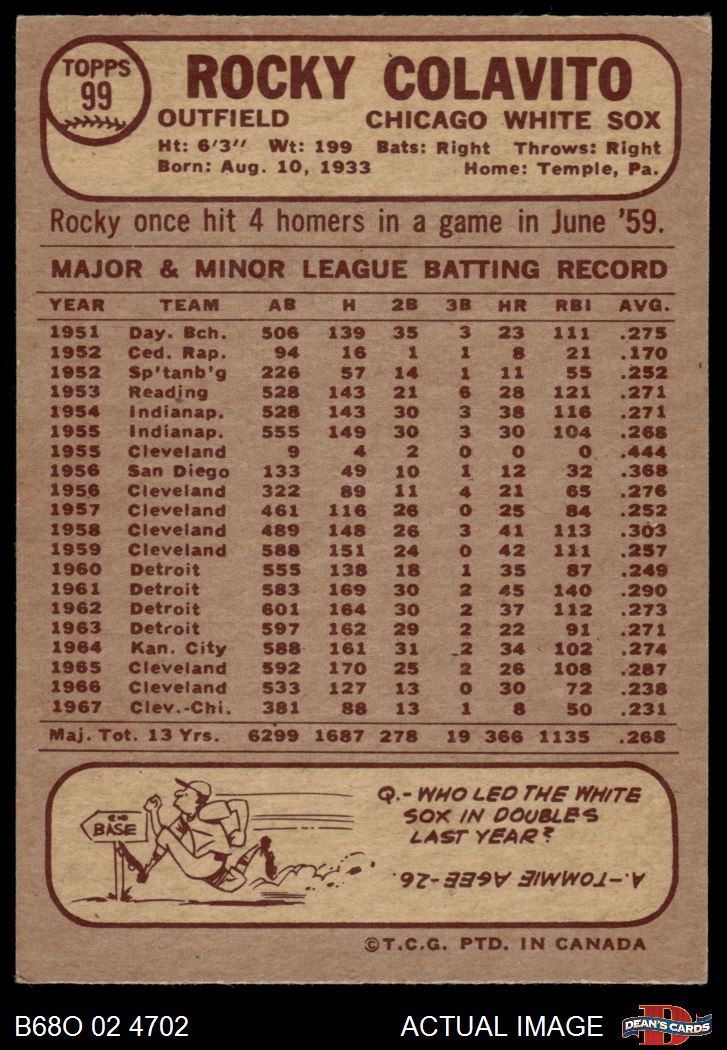 TOPPS
99
ROCKY COLAVITO
OUTFIELD CHICAGO WHITE SOX
Ht: 6'3" Wt: 199 Bats: Right Throws: Right
Born: Aug. 10, 1933 Home: Temple, Pa.
Rocky once hit 4 homers in a game in June '59.
MAJOR & MINOR LEAGUE BATTING RECORD
YEAR TEAM AB H 2B 3B HR RBI AVG.
1951 Day. Bch. 506 139 35 3 23 111 .275
1952 Ced. Rap. 94 16 1 1 8 21 .170
1952 Sp'tanb'g 226 57 14 1 11 55 .252
1953 Reading 528 143 21 6 28 121 .271
1954 Indianap. 528 143 30 3 38 116 .271
1955 Indianap. 555 149 30 3 30 104 .268
1955 Cleveland 9 4 2 0 0 0 .444
1956 San Diego 133 49 10 1 12 32 .368
1956 Cleveland 322 89 11 4 21 65 .276
1957 Cleveland 461 116 26 0 25 84 .252
1958 Cleveland 489 148 26 3 41 113 .303
1959 Cleveland 588 151 24 0 42 111 .257
1960 Detroit 555 138 18 1 35 87 .249
1961 Detroit 583 169 30 2 45 140 .290
1962 Detroit 601 164 30 2 37 112 .273
1963 Detroit 597 162 29 2 22 91 .271
1964 Kan. City 588 161 31 2 34 102 .274
1965 Cleveland 592 170 25 2 26 108 .287
1966 Cleveland 533 127 13 0 30 72 .238
1967 Clev.-Chi. 381 88 13 1 8 50 .231
Maj. Tot. 13 Yrs. 6299 1687 278 19 366 1135 .268
2ND
BASE
Q.- WHO LED THE WHITE
SOX IN DOUBLES
LAST YEAR?
A.-TOMMIE AGEE-26.
©T.C.G. PTD. IN CANADA
B68O 02 4702 ACTUAL IMAGE
D
DEAN'S CARDS